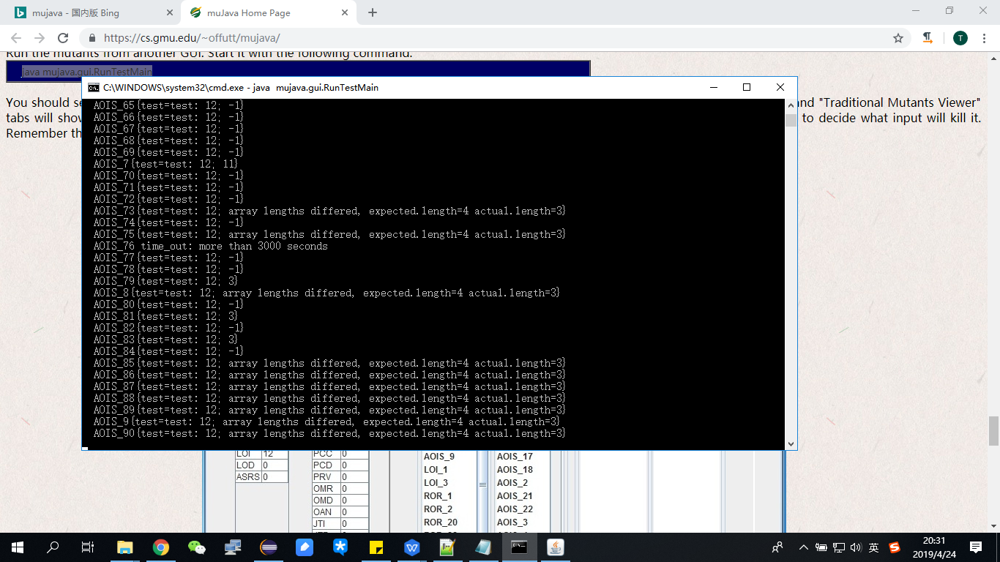 mujava - 国内版 Bing
muJava Home Page
https://cs.gmu.edu/~offutt/mujava/
T
Run the mutants from another GUI. Start it with the following command.
java mujava.gui.RunTestMain
C:\WINDOWS\system32\cmd.exe - java mujava.gui.RunTestMain
You should se
and "Traditional Mutants Viewer"
tabs will show
to decide what input will kill it.
Remember th
AOIS_65{test=test: 12; -1}
AOIS_66{test=test: 12; -1}
AOIS_67{test=test: 12; -1}
AOIS_68{test=test: 12; -1}
AOIS_69{test=test: 12; -1}
AOIS_7{test=test: 12; 11}
AOIS_70{test=test: 12; -1}
AOIS_71{test=test: 12; -1}
AOIS_72{test=test: 12; -1}
AOIS_73{test=test: 12; array lengths differed, expected.length=4 actual.length=3}
AOIS_74{test=test: 12; -1}
AOIS_75{test=test: 12; array lengths differed, expected.length=4 actual.length=3}
AOIS_76 time_out: more than 3000 seconds
AOIS_77{test=test: 12; -1}
AOIS_78{test=test: 12; -1}
AOIS_79{test=test: 12; 3}
AOIS_8{test=test: 12; array lengths differed, expected.length=4 actual.length=3}
AOIS_80{test=test: 12; -1}
AOIS_81{test=test: 12; 3}
AOIS_82{test=test: 12; -1}
AOIS_83{test=test: 12; 3}
AOIS_84{test=test: 12; -1}
AOIS_85{test=test: 12; array lengths differed, expected.length=4 actual.length=3}
AOIS_86{test=test: 12; array lengths differed, expected.length=4 actual.length=3}
AOIS_87{test=test: 12; array lengths differed, expected.length=4 actual.length=3}
AOIS_88{test=test: 12; array lengths differed, expected.length=4 actual.length=3}
AOIS_89{test=test: 12; array lengths differed, expected.length=4 actual.length=3}
AOIS_9{test=test: 12; array lengths differed, expected.length=4 actual.length=3}
AOIS_90{test=test: 12; array lengths differed, expected.length=4 actual.length=3}
LOI 12
LOD 0
ASRS 0
PCC 0
PCD 0
PRV 0
OMR 0
OMD 0
OAN 0
JTI 0
AOIS_9
LOI_1
LOI_3
ROR_1
ROR_2
ROR_20
AOIS_17
AOIS_18
AOIS_2
AOIS_21
AOIS_22
AOIS_3
英
20:31
2019/4/24